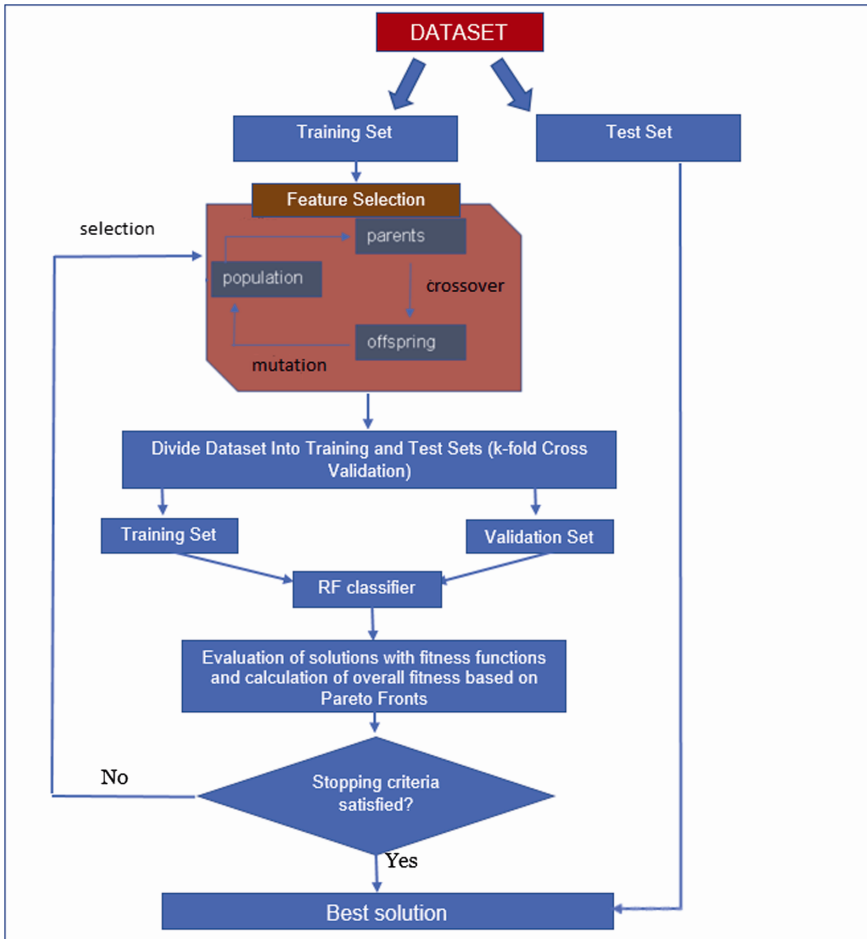 DATASET
Training Set
Test Set
Feature Selection
selection
parents
population
crossover
offspring
mutation
Divide Dataset Into Training and Test Sets (k-fold Cross
Validation)
Training Set
Validation Set
RF classifier
Evaluation of solutions with fitness functions
and calculation of overall fitness based on
Pareto Fronts
No
Stopping criteria
satisfied?
Yes
Best solution